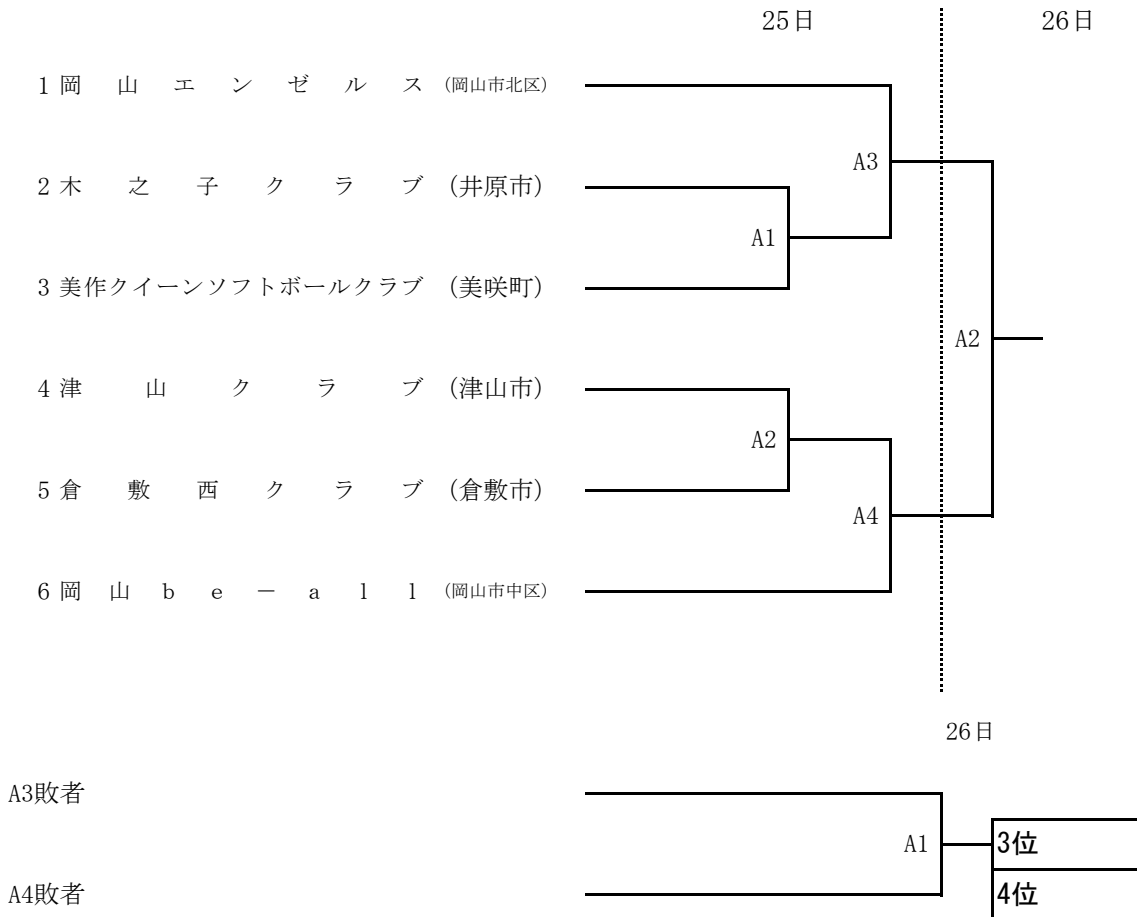 25日 26日
1 岡山エンゼルス (岡山市北区)
A3
2 木之子クラブ (井原市)
A1
3 美作クイーンソフトボールクラブ (美咲町)
A2
4 津山クラブ (津山市)
A2
5 倉敷西クラブ (倉敷市)
A4
6 岡山be－all (岡山市中区)
26日
A3敗者
A1 3位
A4敗者 4位